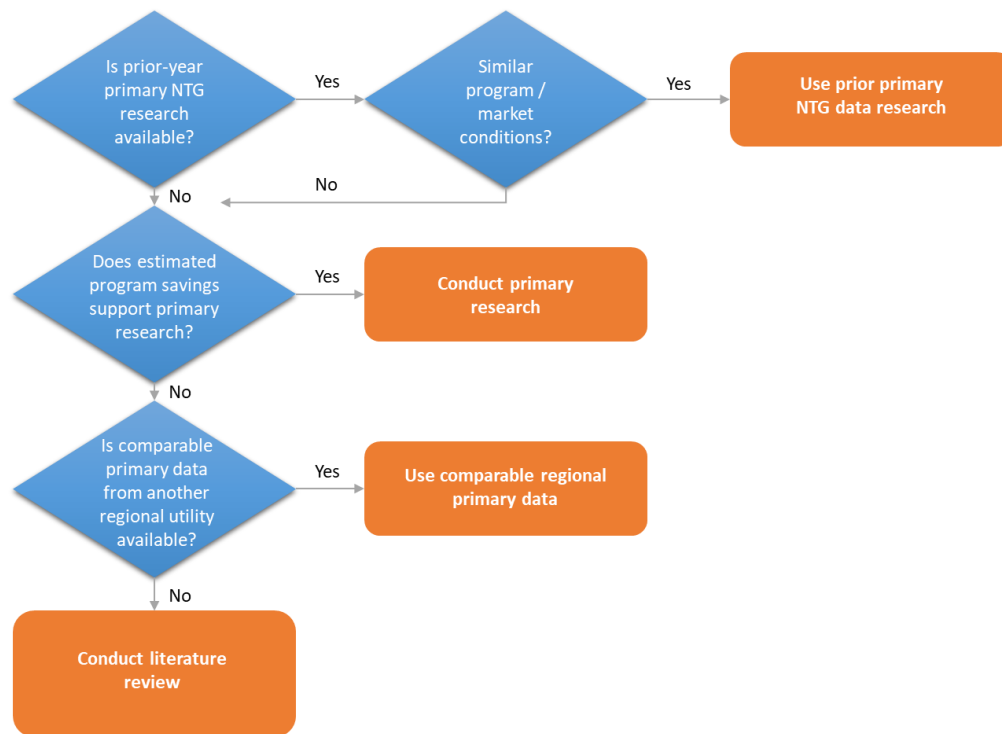 Is prior-year
primary NTG
research
available?
Yes
Similar
program /
market
conditions?
Yes
Use prior primary
NTG data research
No
No
Does estimated
program savings
support primary
research?
Yes
Conduct primary
research
No
Is comparable
primary data
from another
regional utility
available?
Yes
Use comparable regional
primary data
No
Conduct literature
review